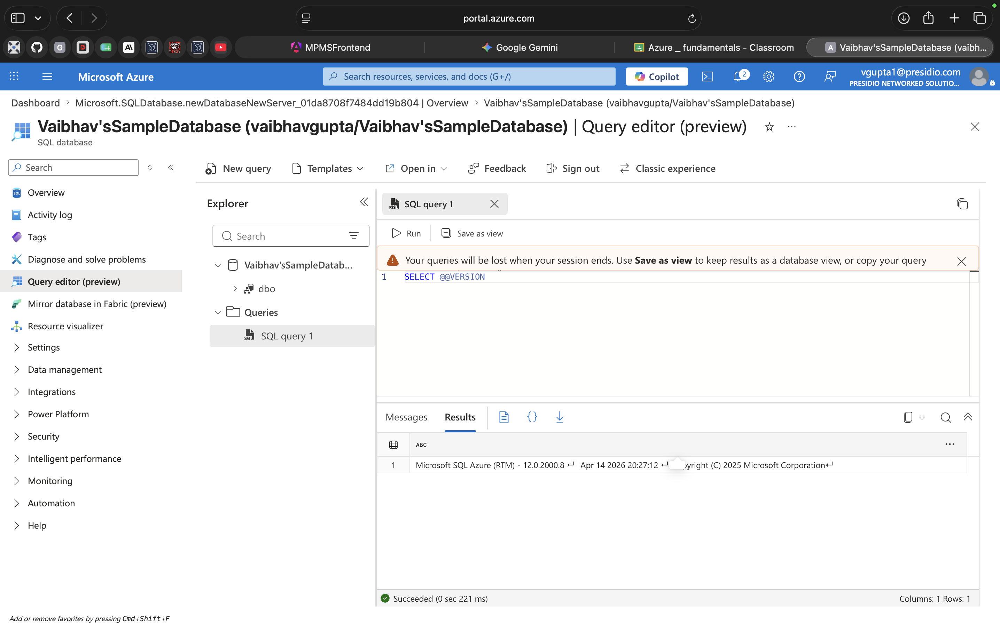 portal.azure.com
MPMSFrontend
Google Gemini
Azure _ fundamentals - Classroom
Vaibhav'sSampleDatabase (vaibh...
Microsoft Azure
Search resources, services, and docs (G+/)
Copilot
2
vgupta1@presidio.com
PRESIDIO NETWORKED SOLUTIO...
Dashboard > Microsoft.SQLDatabase.newDatabaseNewServer_01da8708f7484dd19b804 | Overview > Vaibhav'sSampleDatabase (vaibhavgupta/Vaibhav'sSampleDatabase)
Vaibhav'sSampleDatabase (vaibhavgupta/Vaibhav'sSampleDatabase) | Query editor (preview)
SQL database
Search
Overview
Activity log
Tags
Diagnose and solve problems
Query editor (preview)
Mirror database in Fabric (preview)
Resource visualizer
Settings
Data management
Integrations
Power Platform
Security
Intelligent performance
Monitoring
Automation
Help
Add or remove favorites by pressing Cmd+Shift+F
New query
Templates
Open in
Feedback
Sign out
Classic experience
Explorer
Search
Vaibhav'sSampleDatab...
dbo
Queries
SQL query 1
SQL query 1
Run
Save as view
Your queries will be lost when your session ends. Use Save as view to keep results as a database view, or copy your query
1 SELECT @@VERSION
Messages
Results
ABC
1 Microsoft SQL Azure (RTM) - 12.0.2000.8 ↵ Apr 14 2026 20:27:12 ↵ pyright (C) 2025 Microsoft Corporation↵
Succeeded (0 sec 221 ms)
Columns: 1 Rows: 1